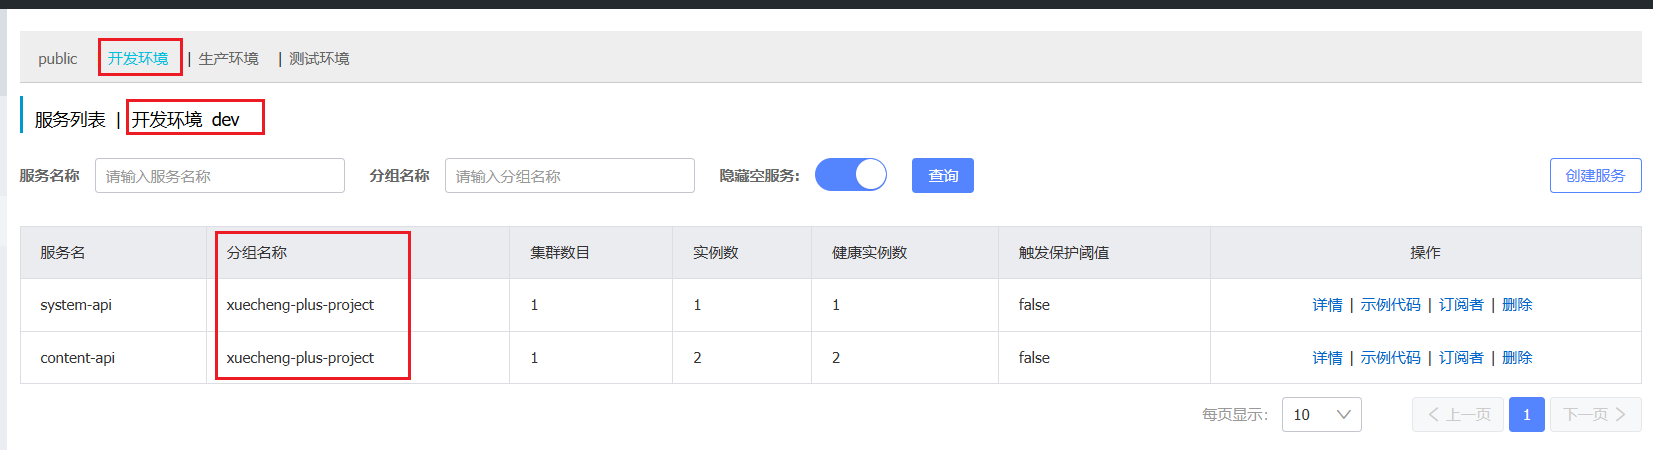 public 开发环境 | 生产环境 | 测试环境
服务列表 | 开发环境 dev
服务名称 请输入服务名称 分组名称 请输入分组名称 隐藏空服务: 查询 创建服务
服务名 分组名称 集群数目 实例数 健康实例数 触发保护阈值 操作
system-api xuecheng-plus-project 1 1 1 false 详情 | 示例代码 | 订阅者 | 删除
content-api xuecheng-plus-project 1 2 2 false 详情 | 示例代码 | 订阅者 | 删除
每页显示: 10 上一页 1 下一页